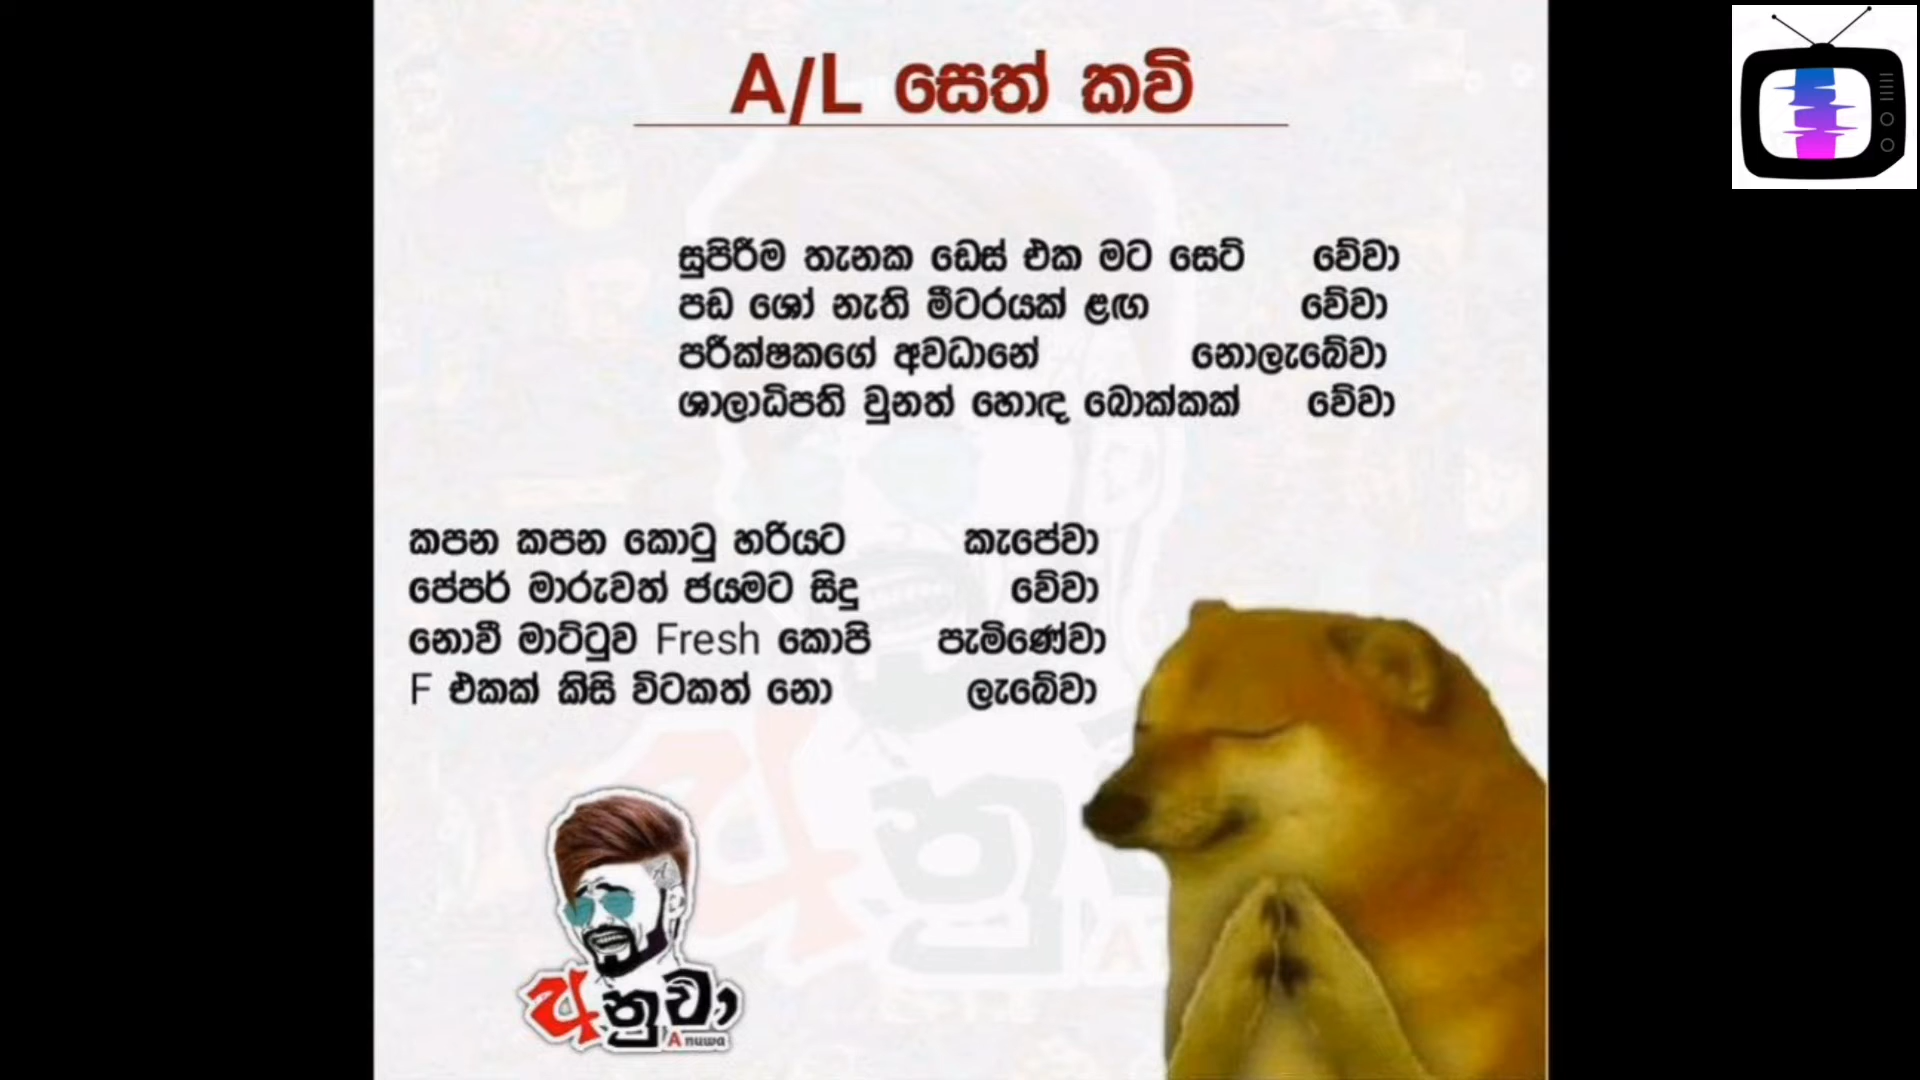 A/L සෙත් කවි
සුපිරිම තැනක ඩෙස් එක මට සෙට් වේවා
පඩ ශෝ නැති මීටරයක් ළඟ වේවා
පරීක්ෂකගේ අවධානේ නොලැබේවා
ශාලාධිපති වුනත් හොඳ බොක්කක් වේවා
කපන කපන කොටු හරියට කැපේවා
පේපර් මාරුවත් ජයමට සිදු වේවා
නොවී මාට්ටුව Fresh කොපි පැමිණේවා
F එකක් කිසි විටකත් නො ලැබේවා
අනුවා
Anuwa